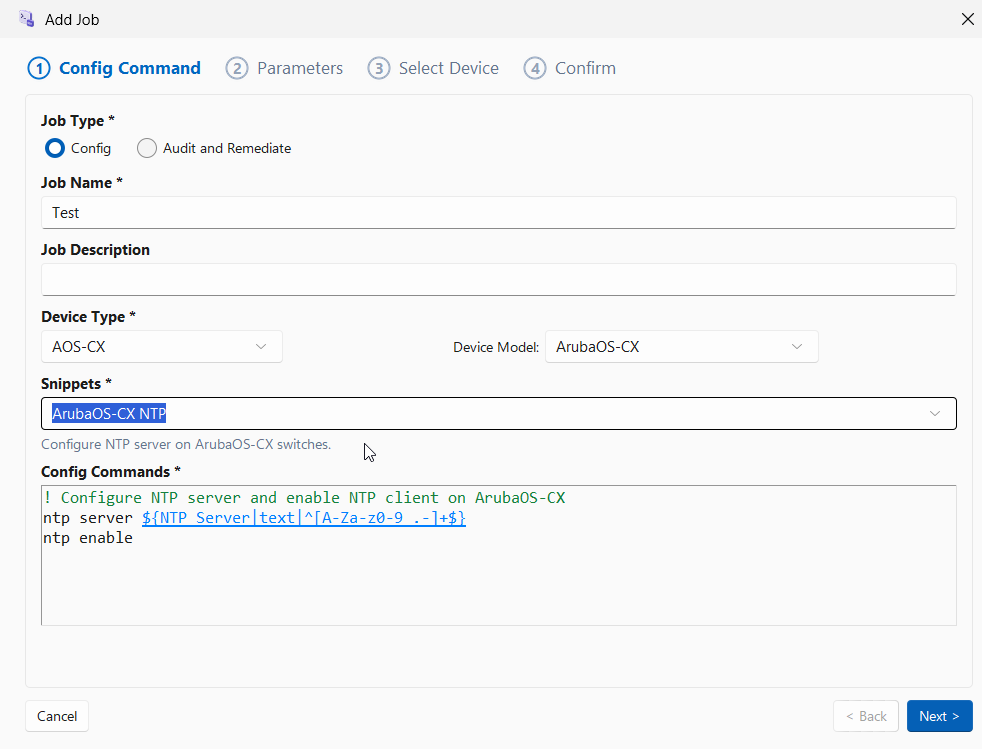 Add Job
1 Config Command 2 Parameters 3 Select Device 4 Confirm
Job Type *
Config Audit and Remediate
Job Name *
Test
Job Description
Device Type *
AOS-CX Device Model: ArubaOS-CX
Snippets *
ArubaOS-CX NTP
Configure NTP server on ArubaOS-CX switches.
Config Commands *
! Configure NTP server and enable NTP client on ArubaOS-CX
ntp server ${NTP Server|text|^[A-Za-z0-9 .-]+$}
ntp enable
Cancel < Back Next >